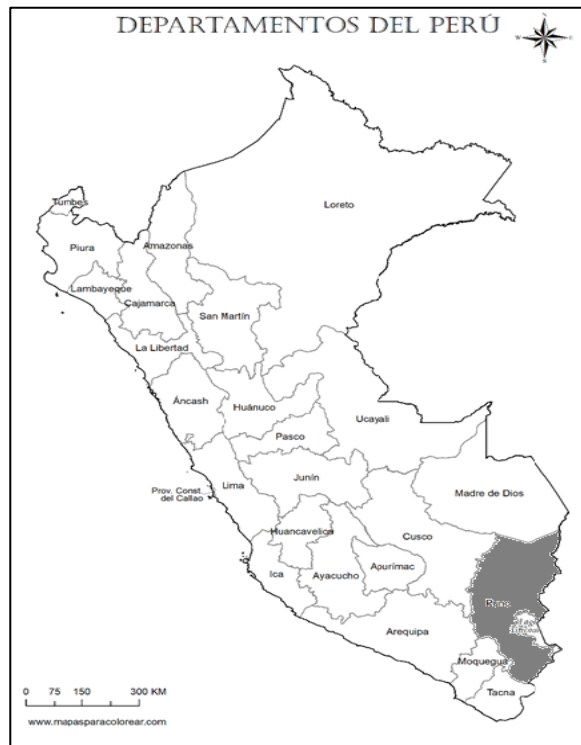 DEPARTAMENTOS DEL PERÚ
N
W
E
S
Tumbes
Loreto
Piura
Amazonas
Lambayeque
Cajamarca
San Martín
La Libertad
Áncash
Huánuco
Ucayali
Pasco
Lima
Junín
Prov. Const.
del Callao
Madre de Dios
Huancavelica
Cusco
Ica
Ayacucho
Apurímac
Puno
Lago
Titicaca
Arequipa
Moquegua
Tacna
0 75 150 300 KM
www.mapasparacolorear.com